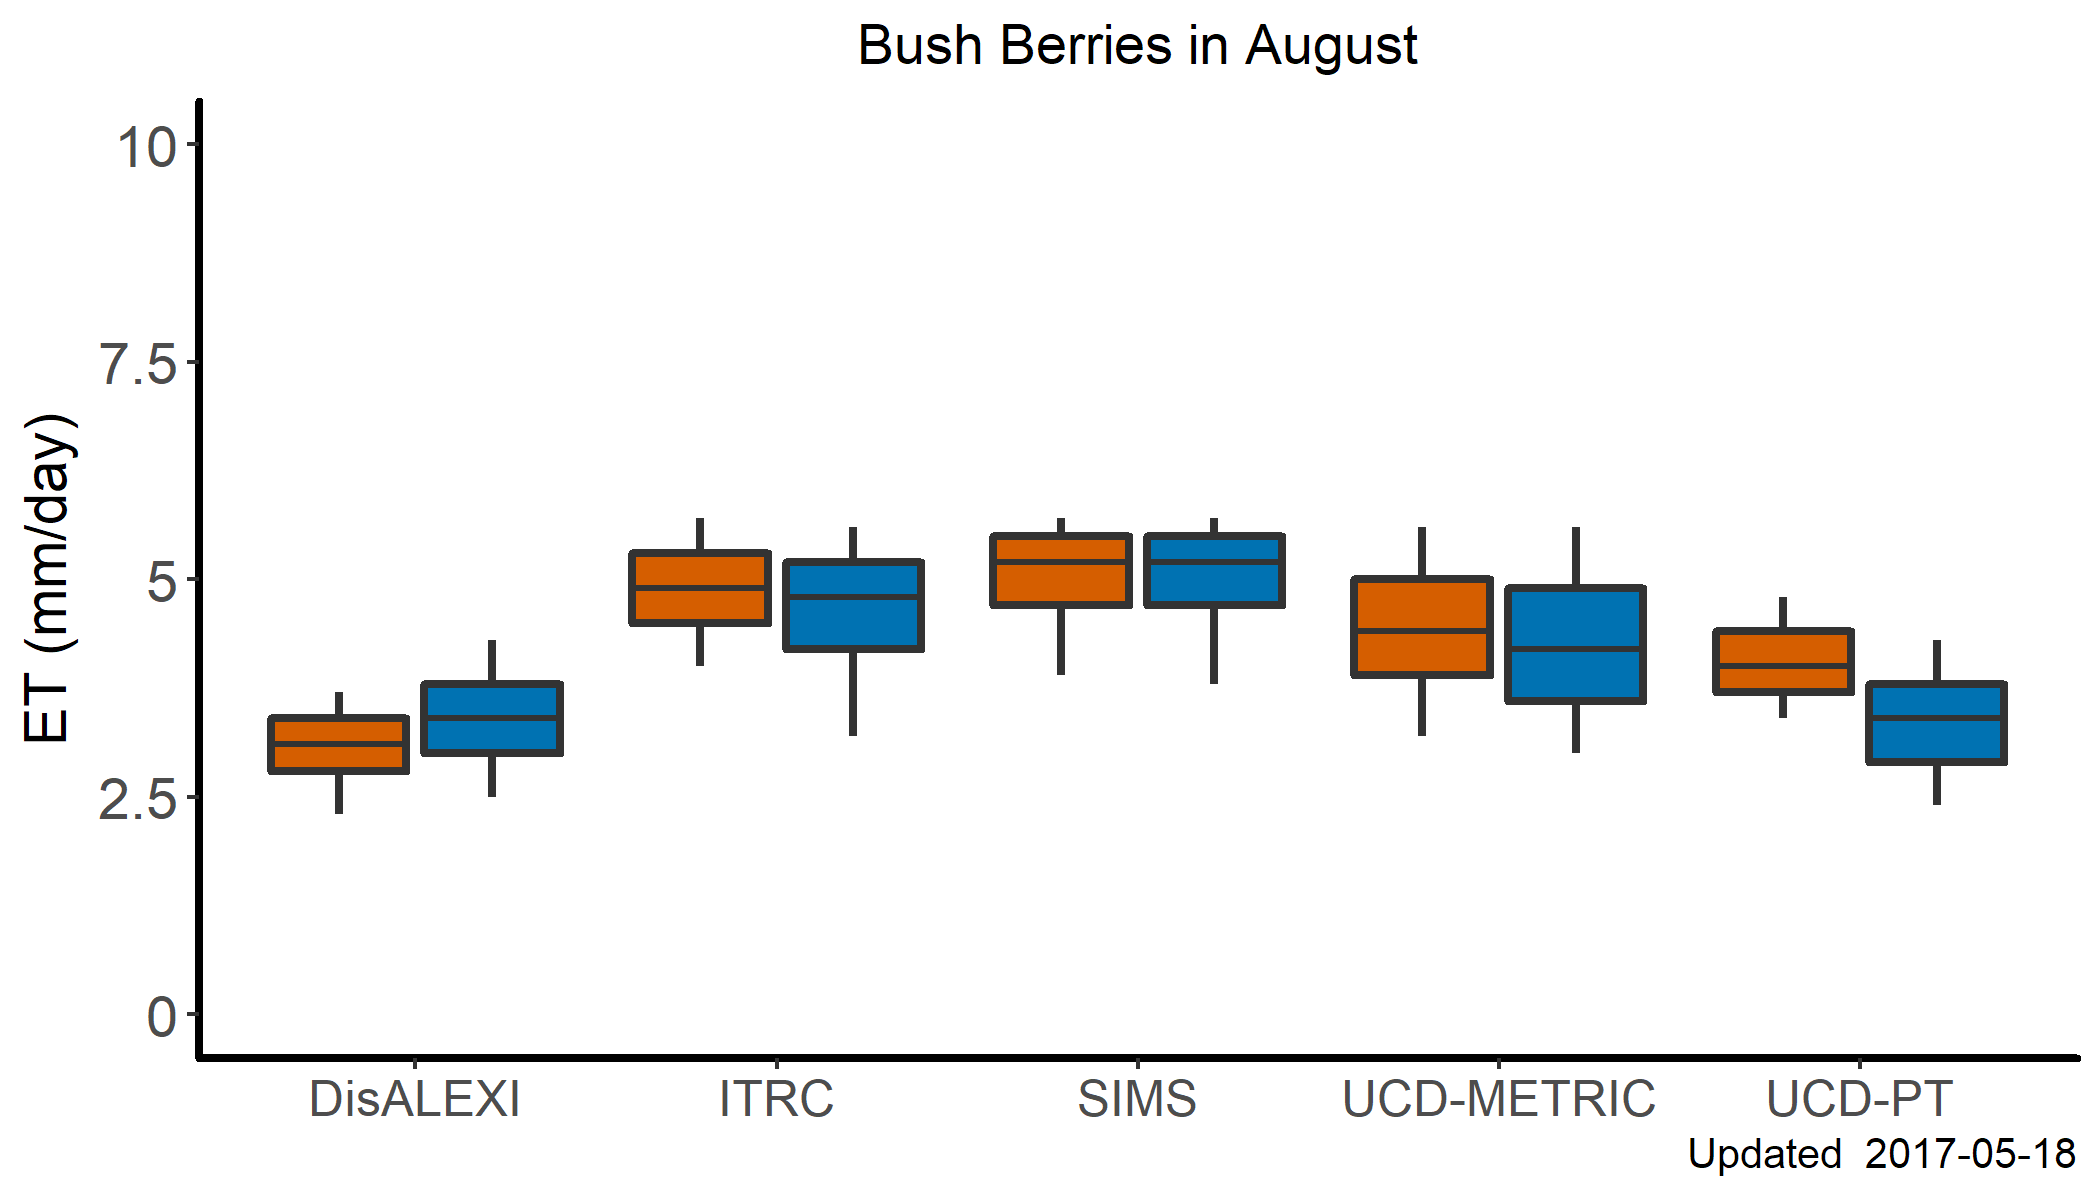 Bush Berries in August
10
7.5
5
2.5
0
ET (mm/day)
DisALEXI ITRC SIMS UCD-METRIC UCD-PT
Updated  2017-05-18